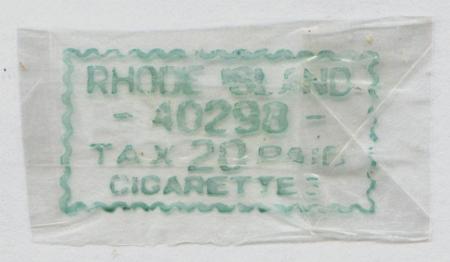 RHODE ISLAND
- 40298 -
TAX 20 PAID
CIGARETTES